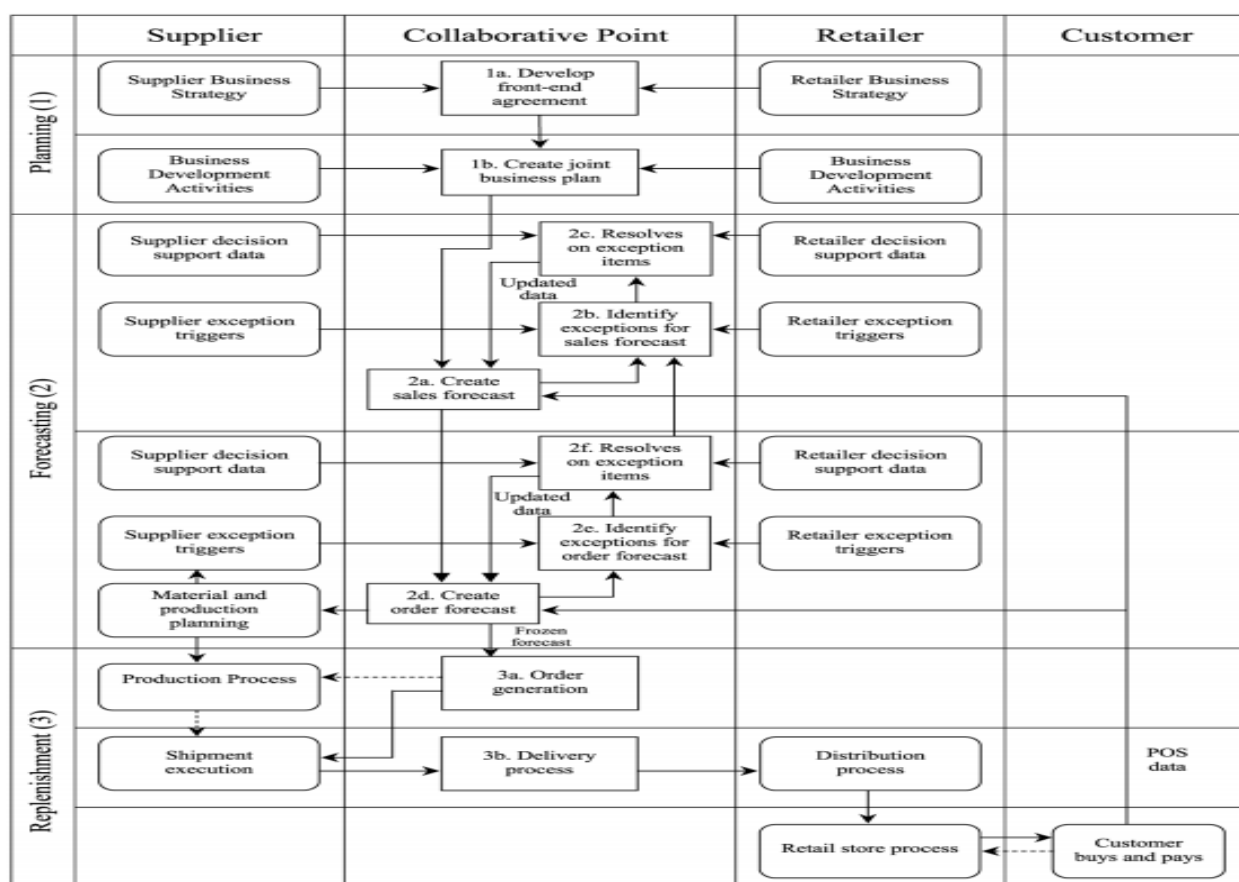 Supplier
Collaborative Point
Retailer
Customer
Planning (1)
Supplier Business
Strategy
1a. Develop
front-end
agreement
Retailer Business
Strategy
Business
Development
Activities
1b. Create joint
business plan
Business
Development
Activities
Forecasting (2)
Supplier decision
support data
2c. Resolves
on exception
items
Retailer decision
support data
Updated
data
Supplier exception
triggers
2b. Identify
exceptions for
sales forecast
Retailer exception
triggers
2a. Create
sales forecast
Supplier decision
support data
2f. Resolves
on exception
items
Retailer decision
support data
Updated
data
Supplier exception
triggers
2e. Identify
exceptions for
order forecast
Retailer exception
triggers
Material and
production
planning
2d. Create
order forecast
Frozen
forecast
Replenishment (3)
Production Process
3a. Order
generation
Shipment
execution
3b. Delivery
process
Distribution
process
POS
data
Retail store process
Customer
buys and pays